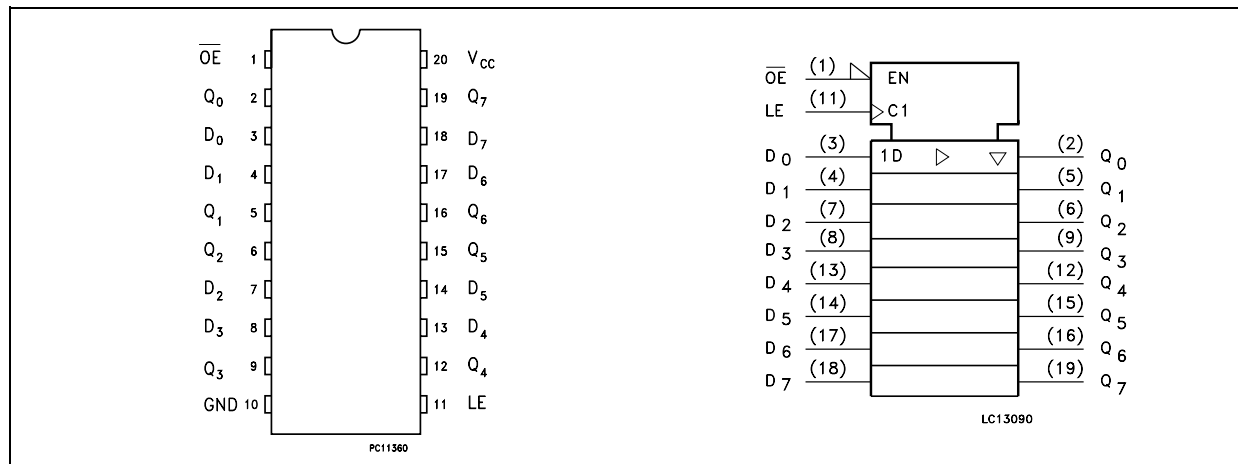 OE 1 20 VCC
Q0 2 19 Q7
D0 3 18 D7
D1 4 17 D6
Q1 5 16 Q6
Q2 6 15 Q5
D2 7 14 D5
D3 8 13 D4
Q3 9 12 Q4
GND 10 11 LE
PC11360
OE (1) EN
LE (11) C1
D0 (3) 1D (2) Q0
D1 (4) (5) Q1
D2 (7) (6) Q2
D3 (8) (9) Q3
D4 (13) (12) Q4
D5 (14) (15) Q5
D6 (17) (16) Q6
D7 (18) (19) Q7
LC13090